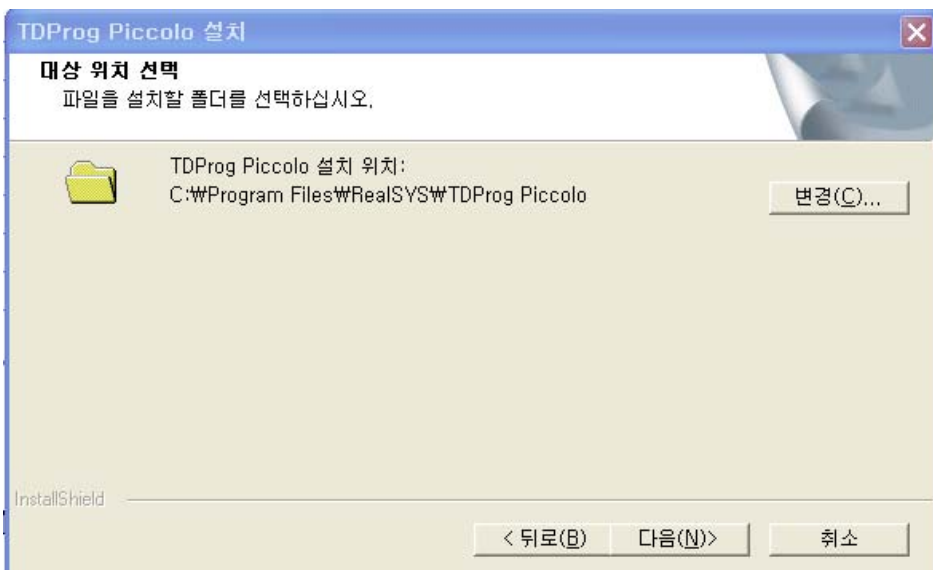 TDProg Piccolo 설치
대상 위치 선택
파일을 설치할 폴더를 선택하십시오.
TDProg Piccolo 설치 위치:
C:₩Program Files₩RealSYS₩TDProg Piccolo
변경(C)...
InstallShield
< 뒤로(B)
다음(N)>
취소